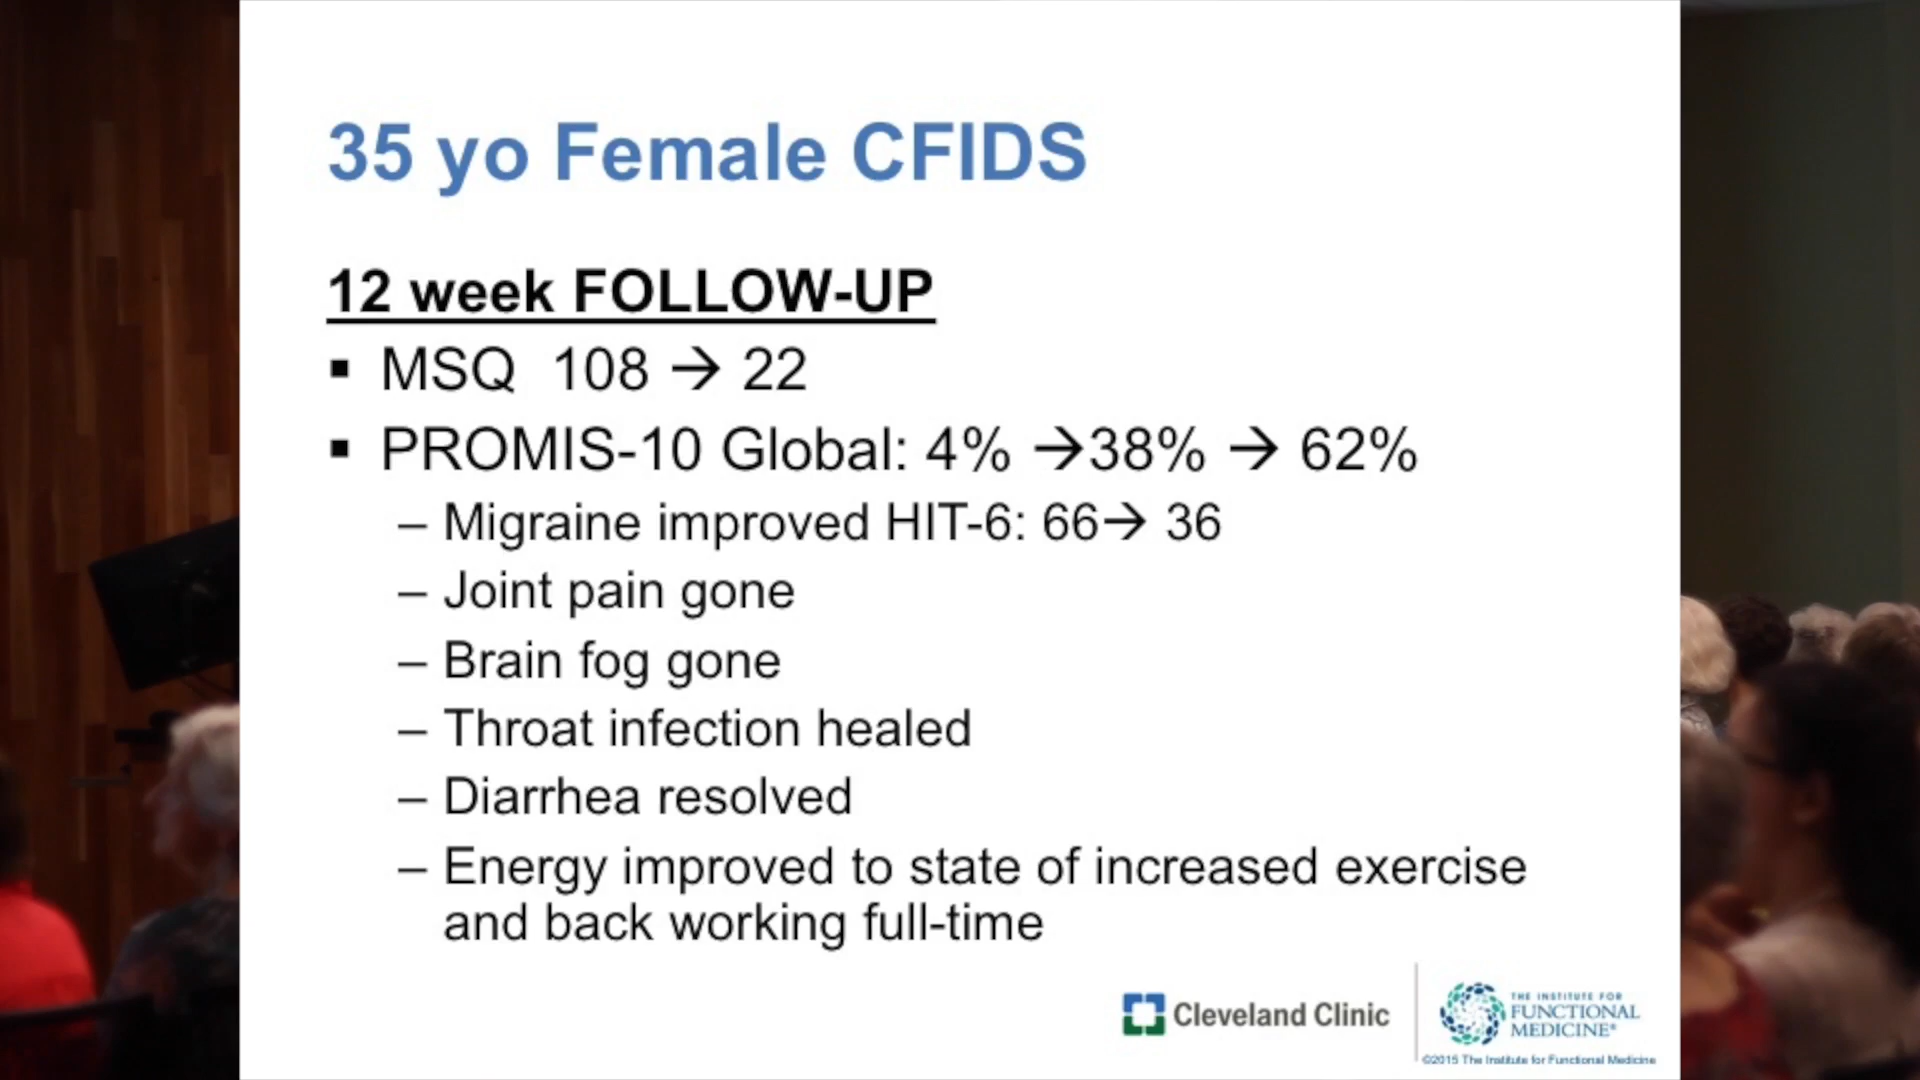 35 yo Female CFIDS
12 week FOLLOW-UP
▪ MSQ 108 → 22
▪ PROMIS-10 Global: 4% →38% → 62%
– Migraine improved HIT-6: 66→ 36
– Joint pain gone
– Brain fog gone
– Throat infection healed
– Diarrhea resolved
– Energy improved to state of increased exercise
and back working full-time
Cleveland Clinic
THE INSTITUTE FOR
FUNCTIONAL
MEDICINE®
©2015 The Institute for Functional Medicine